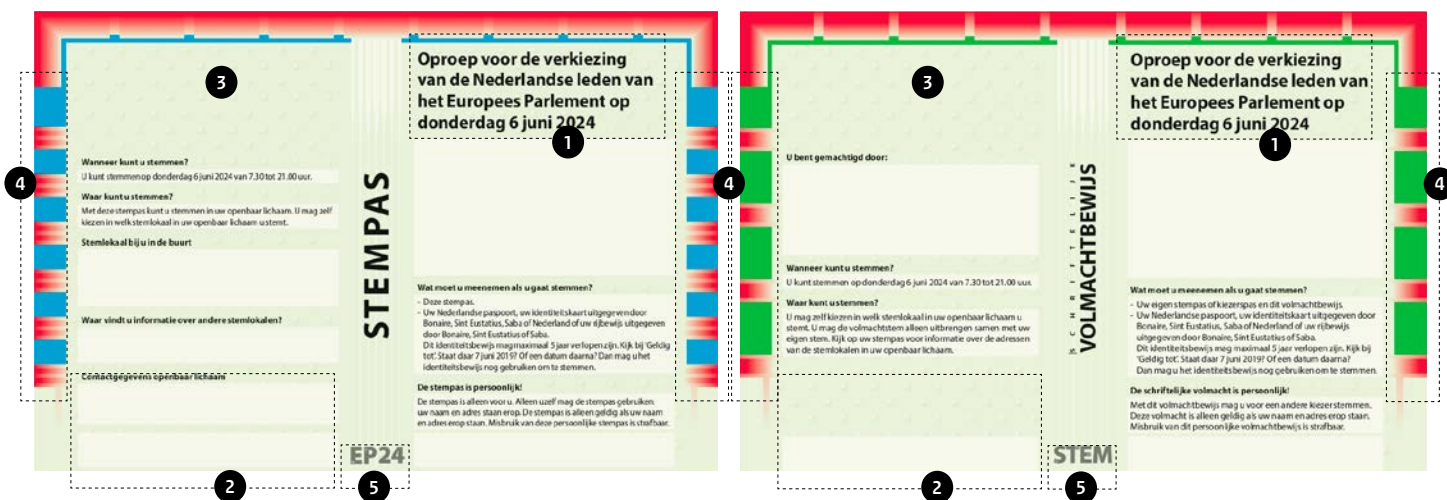 3
Wanneer kunt u stemmen?
U kunt stemmen op donderdag 6 juni 2024 van 7.30 tot 21.00 uur.
Waar kunt u stemmen?
Met deze stempas kunt u stemmen in uw openbaar lichaam. U mag zelf
kiezen in welk stemlokaal in uw openbaar lichaam u stemt.
Stemlokaal bij u in de buurt
Waar vindt u informatie over andere stemlokalen?
Contactgegevens openbaar lichaam
4
2
STEMPAS
EP24
5
Oproep voor de verkiezing
van de Nederlandse leden van
het Europees Parlement op
donderdag 6 juni 2024
1
Wat moet u meenemen als u gaat stemmen?
- Deze stempas.
- Uw Nederlandse paspoort, uw identiteitskaart uitgegeven door
Bonaire, Sint Eustatius, Saba of Nederland of uw rijbewijs uitgegeven
door Bonaire, Sint Eustatius of Saba.
Dit identiteitsbewijs mag maximaal 5 jaar verlopen zijn. Kijk bij 'Geldig
tot'. Staat daar 7 juni 2019? Of een datum daarna? Dan mag u het
identiteitsbewijs nog gebruiken om te stemmen.
De stempas is persoonlijk!
De stempas is alleen voor u. Alleen uzelf mag de stempas gebruiken.
uw naam en adres staan erop. De stempas is alleen geldig als uw naam
en adres erop staan. Misbruik van deze persoonlijke stempas is strafbaar.
4
3
U bent gemachtigd door:
Wanneer kunt u stemmen?
U kunt stemmen op donderdag 6 juni 2024 van 7.30 tot 21.00 uur.
Waar kunt u stemmen?
U mag zelf kiezen in welk stemlokaal in uw openbaar lichaam u
stemt. U mag de volmachtstem alleen uitbrengen samen met uw
eigen stem. Kijk op uw stempas voor informatie over de adressen
van de stemlokalen in uw openbaar lichaam.
2
SCHRIFTELIJK
VOLMACHTBEWIJS
STEM
5
Oproep voor de verkiezing
van de Nederlandse leden van
het Europees Parlement op
donderdag 6 juni 2024
1
Wat moet u meenemen als u gaat stemmen?
- Uw eigen stempas of kiezerspas en dit volmachtbewijs.
- Uw Nederlandse paspoort, uw identiteitskaart uitgegeven door
Bonaire, Sint Eustatius, Saba of Nederland of uw rijbewijs
uitgegeven door Bonaire, Sint Eustatius of Saba.
Dit identiteitsbewijs mag maximaal 5 jaar verlopen zijn. Kijk bij
'Geldig tot'. Staat daar 7 juni 2019? Of een datum daarna?
Dan mag u het identiteitsbewijs nog gebruiken om te stemmen.
De schriftelijke volmacht is persoonlijk!
Met dit volmachtbewijs mag u voor een andere kiezer stemmen.
Deze volmacht is alleen geldig als uw naam en adres erop staan.
Misbruik van dit persoonlijke volmachtbewijs is strafbaar.
4